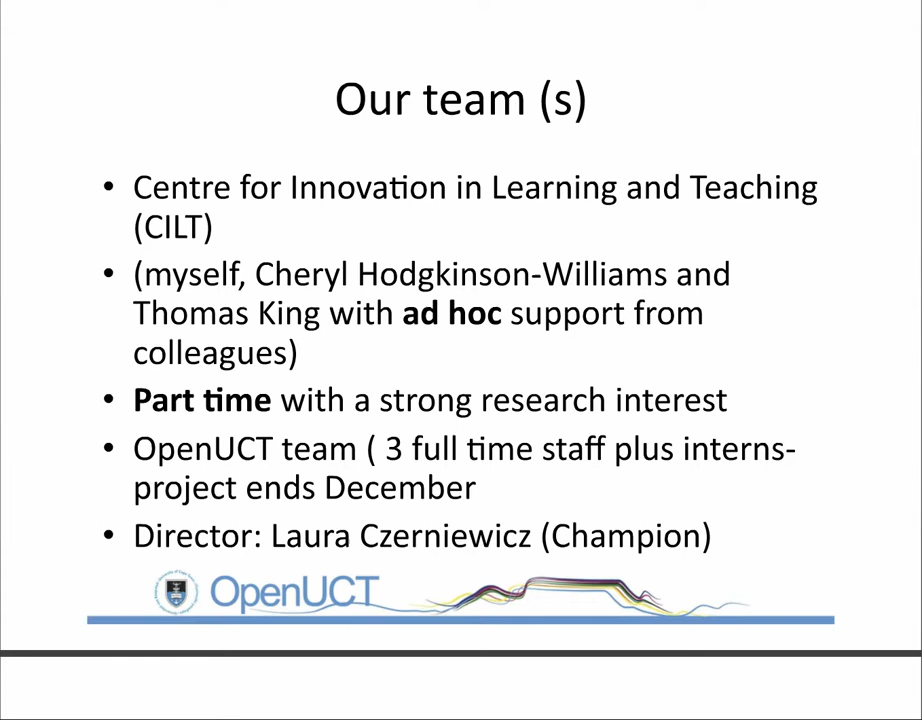 Our team (s)
• Centre for Innovation in Learning and Teaching
(CILT)
• (myself, Cheryl Hodgkinson-Williams and
Thomas King with ad hoc support from
colleagues)
• Part time with a strong research interest
• OpenUCT team ( 3 full time staff plus interns-
project ends December
• Director: Laura Czerniewicz (Champion)
OpenUCT